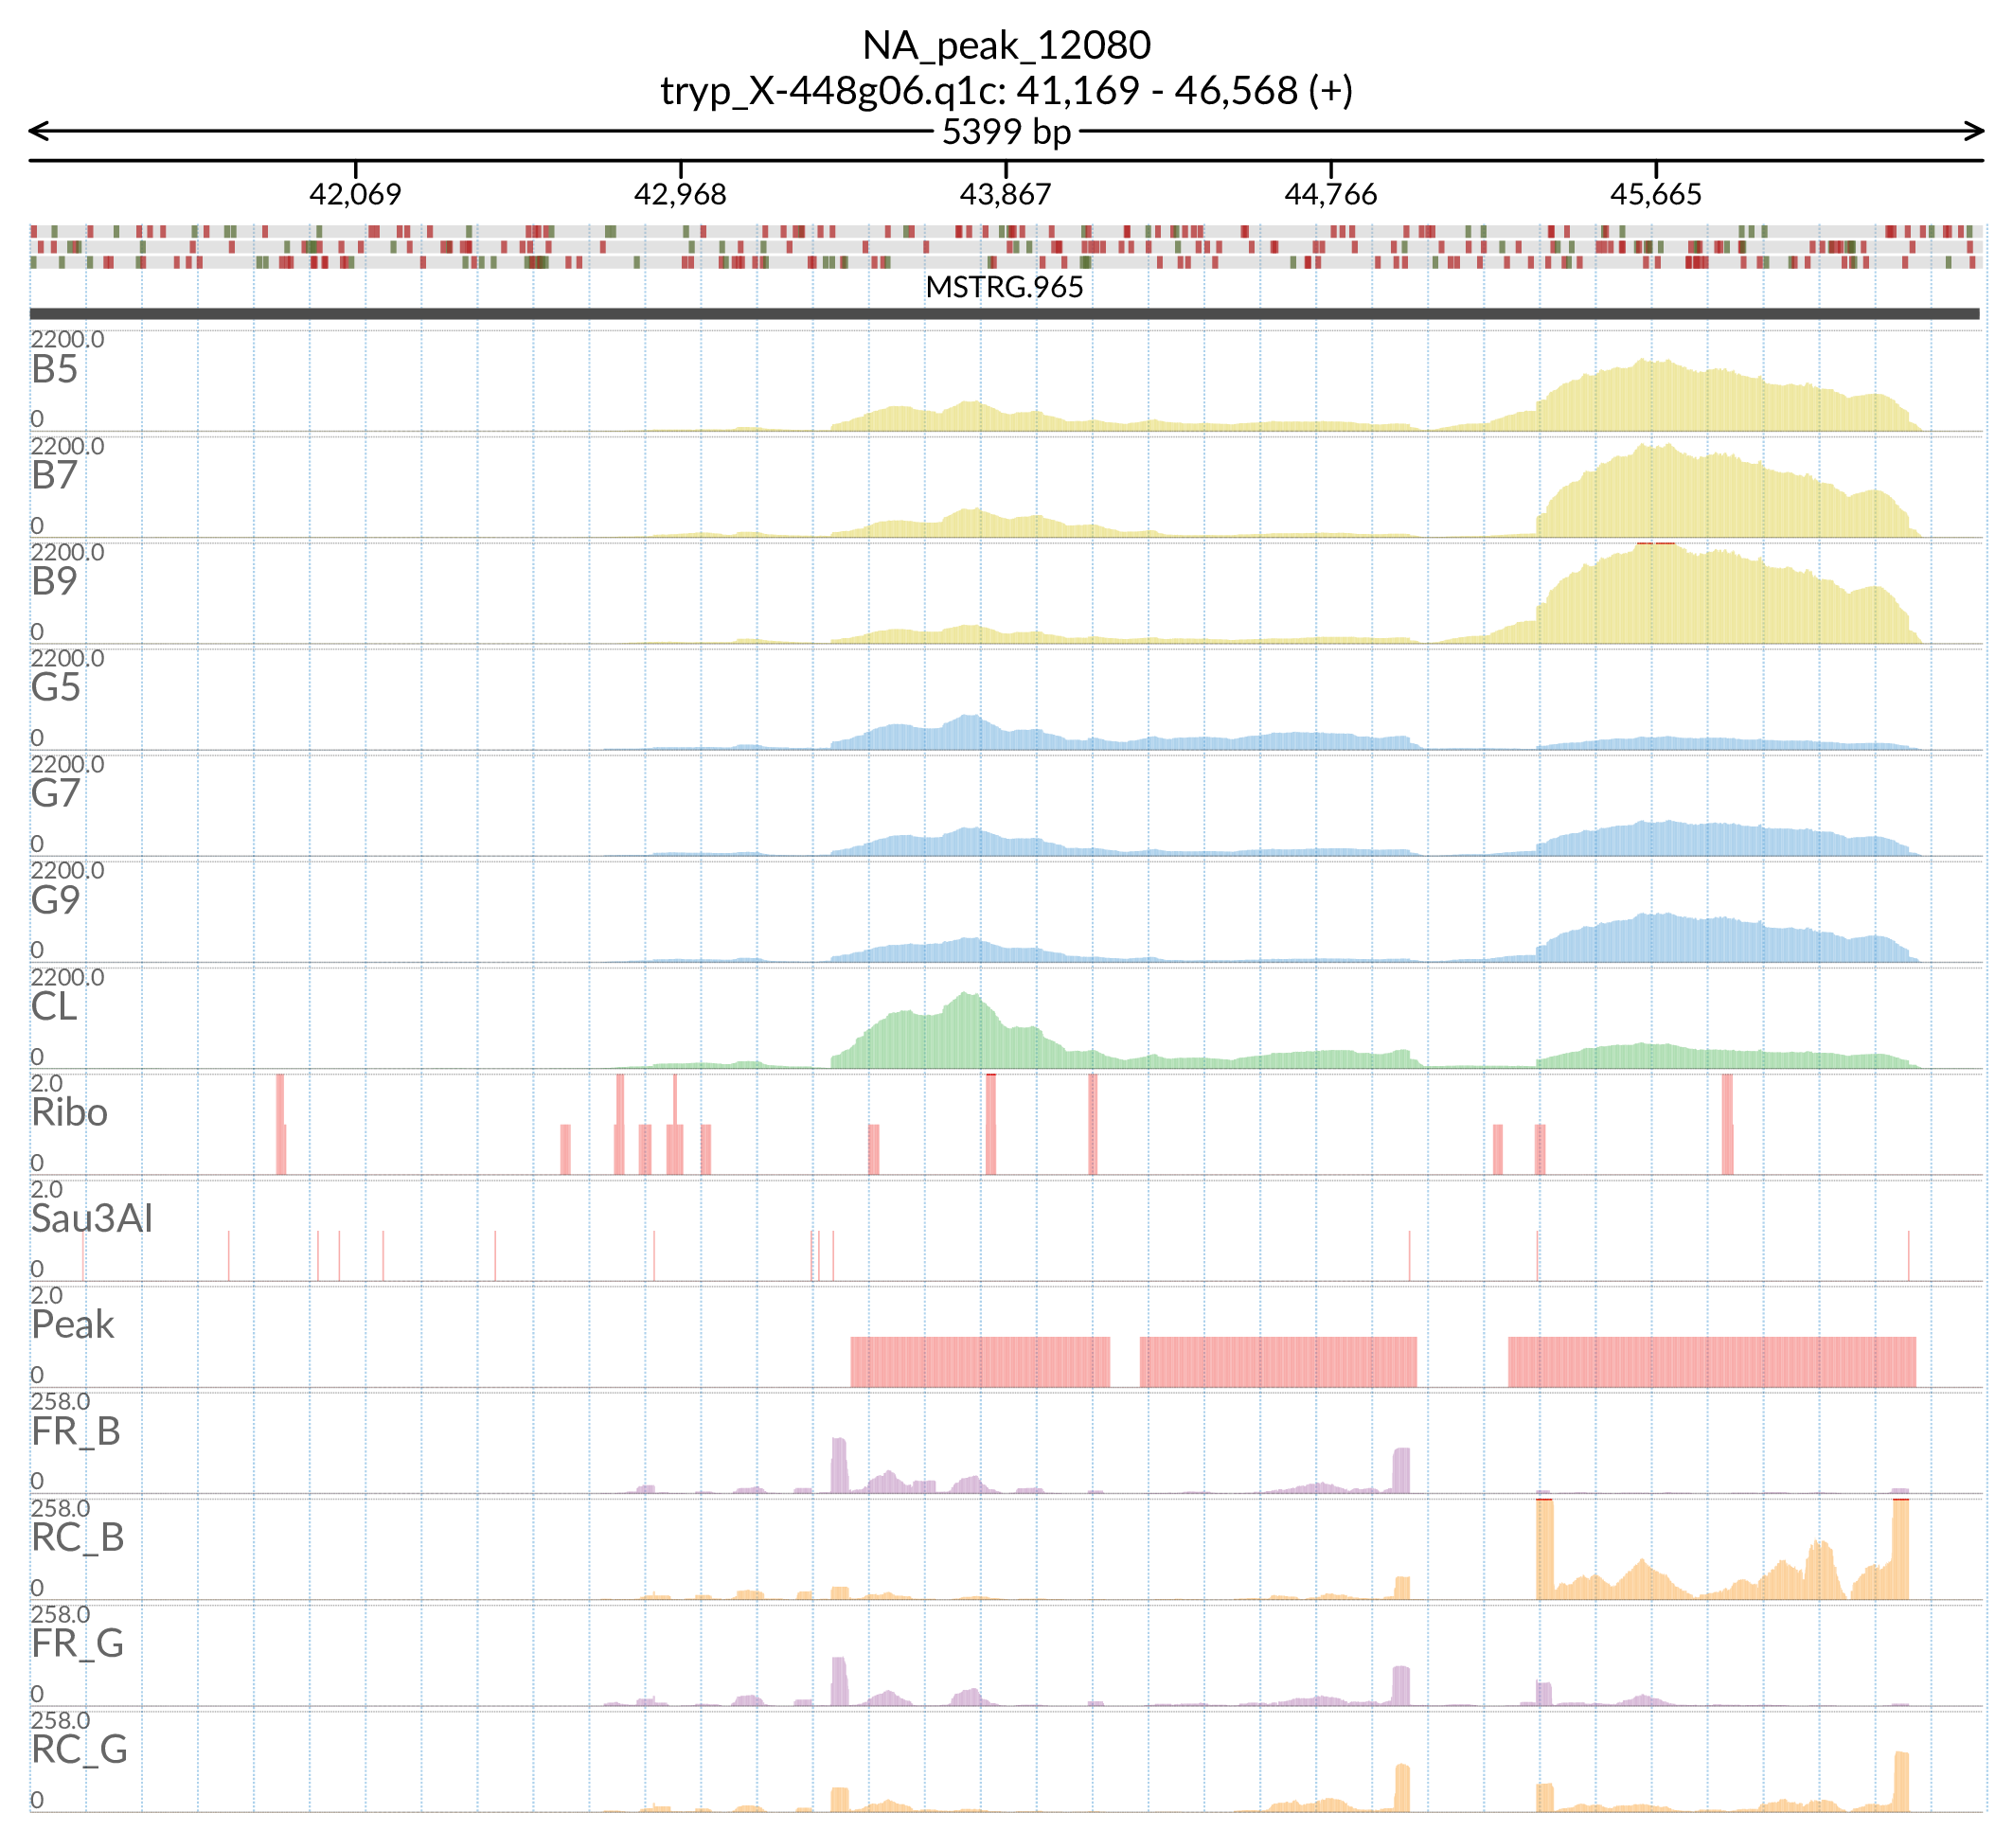 NA_peak_12080
tryp_X-448g06.q1c: 41,169 - 46,568 (+)
5399 bp
42,069 42,968 43,867 44,766 45,665
MSTRG.965
2200.0
B5
0
2200.0
B7
0
2200.0
B9
0
2200.0
G5
0
2200.0
G7
0
2200.0
G9
0
2200.0
CL
0
2.0
Ribo
0
2.0
Sau3AI
0
2.0
Peak
0
258.0
FR_B
0
258.0
RC_B
0
258.0
FR_G
0
258.0
RC_G
0